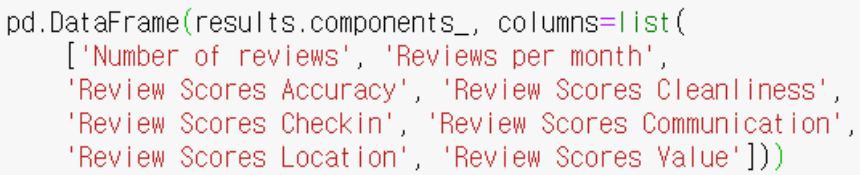 pd.DataFrame(results.components_, columns=list(
    ['Number of reviews', 'Reviews per month',
    'Review Scores Accuracy', 'Review Scores Cleanliness',
    'Review Scores Checkin', 'Review Scores Communication',
    'Review Scores Location', 'Review Scores Value']))